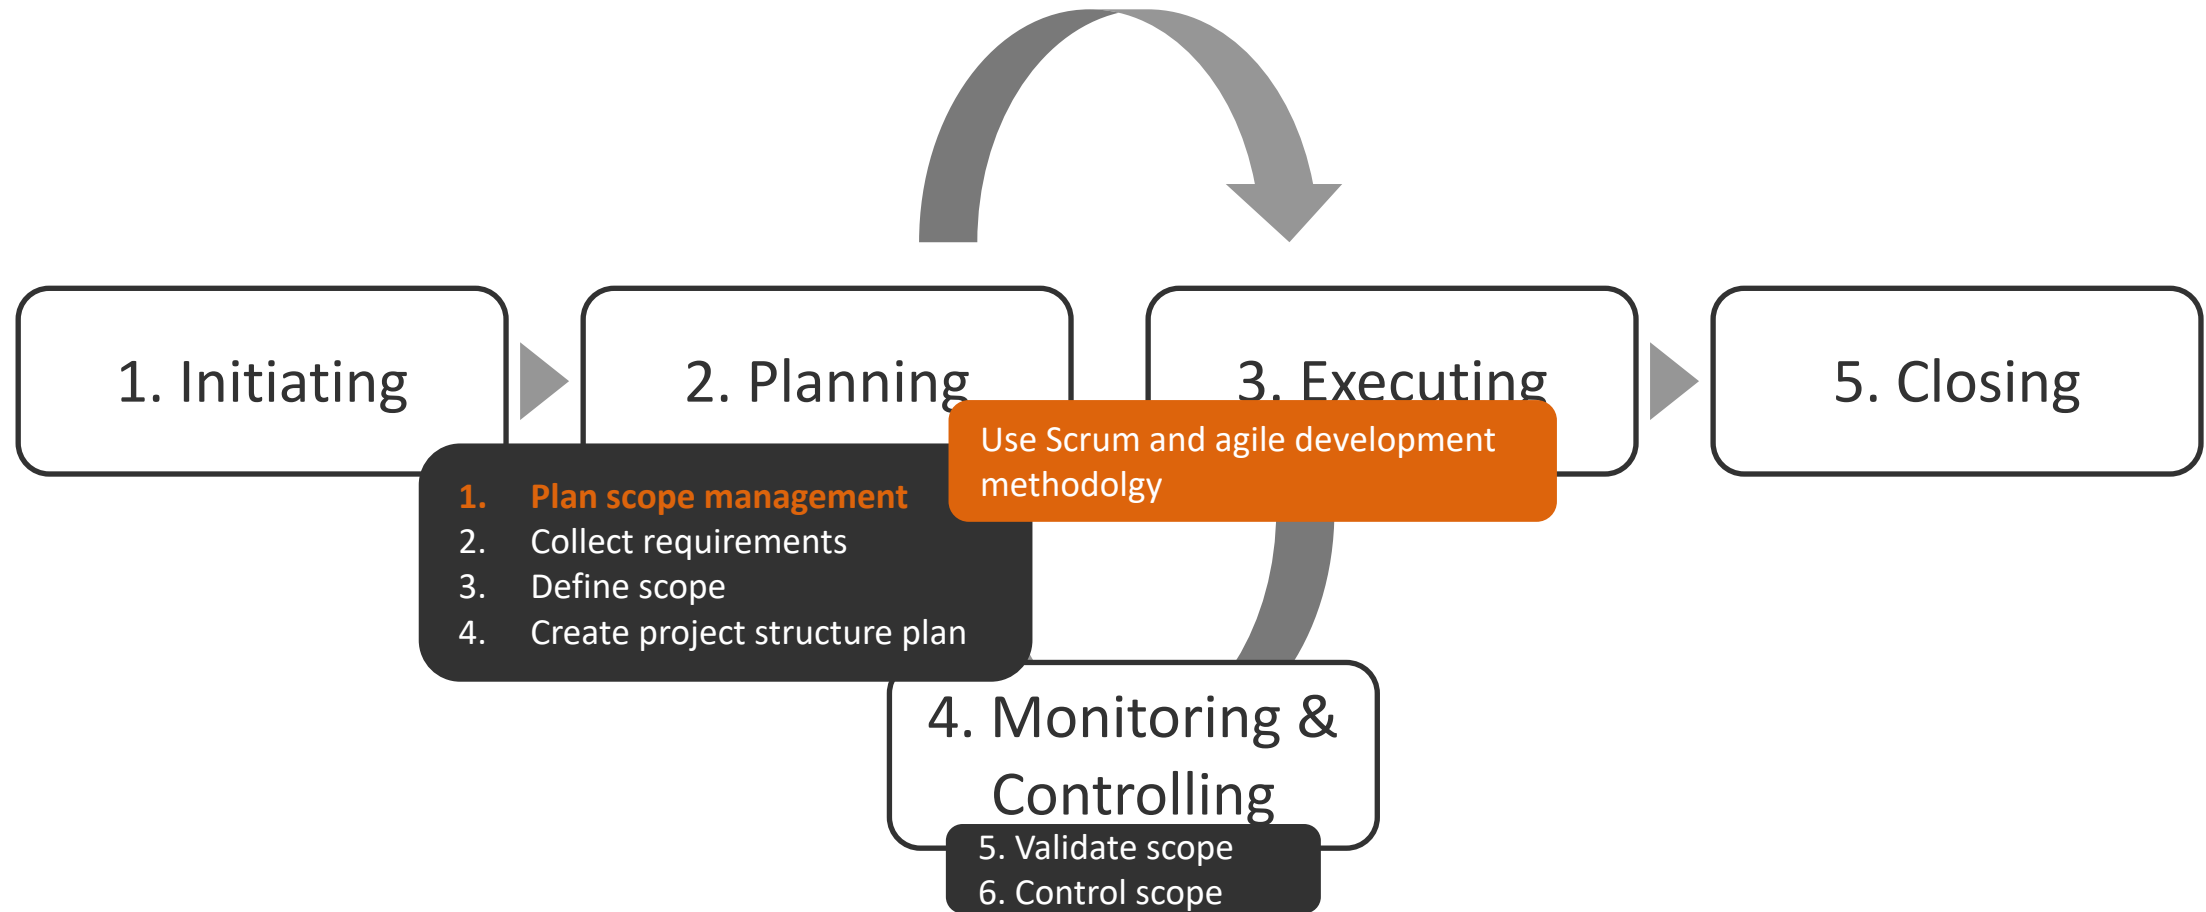 1. Initiating
2. Planning
3. Executing
5. Closing
Use Scrum and agile development
methodolgy
1. Plan scope management
2. Collect requirements
3. Define scope
4. Create project structure plan
4. Monitoring &
Controlling
5. Validate scope
6. Control scope